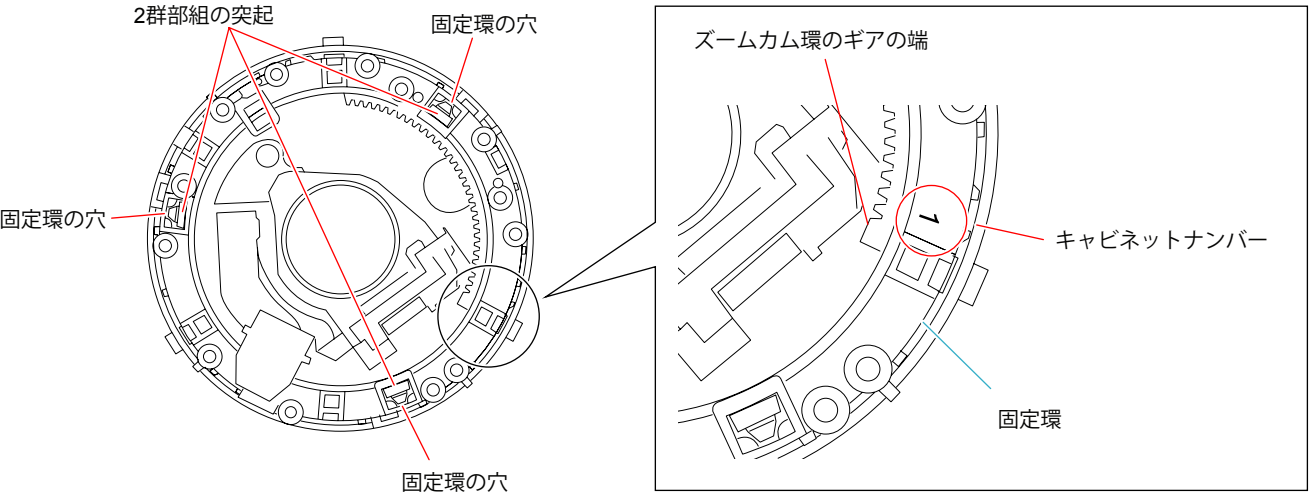 2群部組の突起
固定環の穴
固定環の穴
固定環の穴
ズームカム環のギアの端
1
キャビネットナンバー
固定環